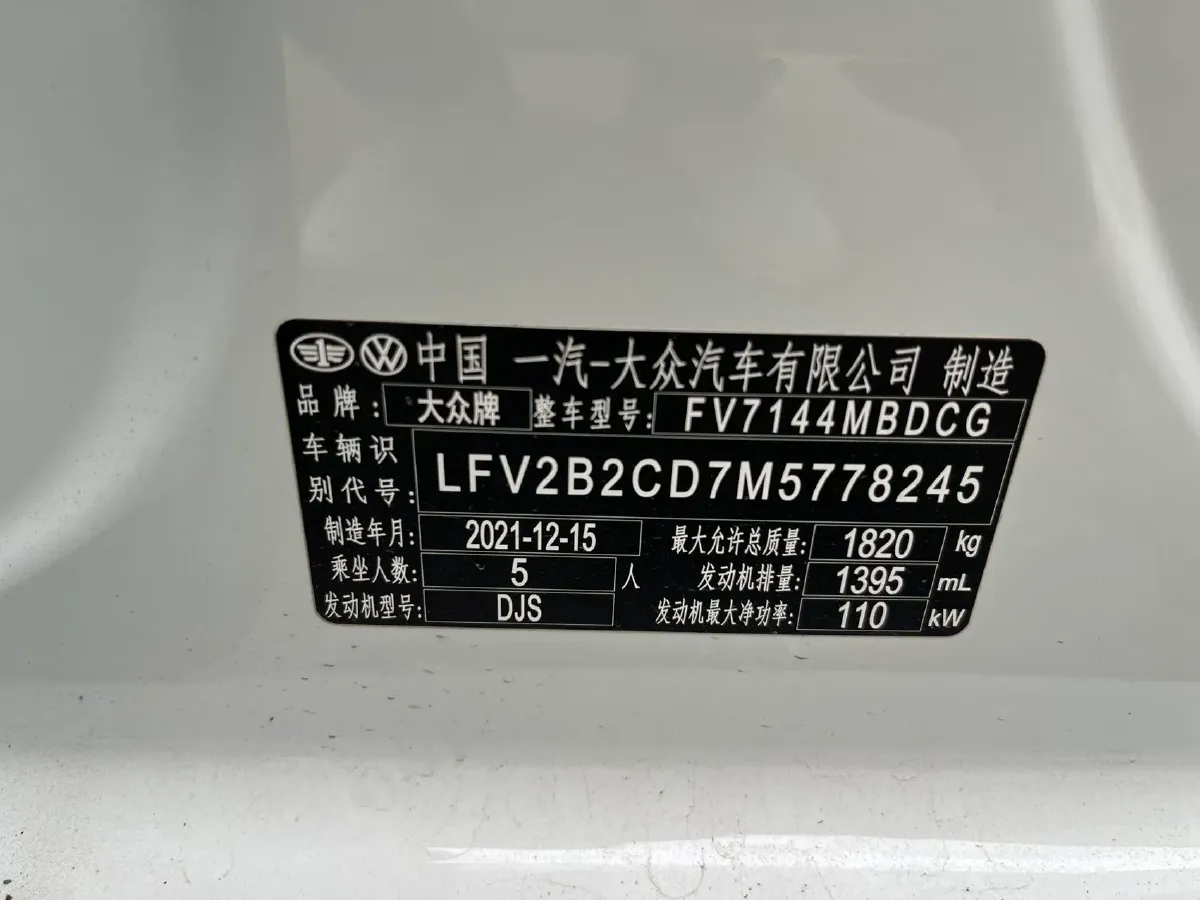 中国 一汽-大众汽车有限公司 制造
品牌: 大众牌 整车型号: FV7144MBDCG
车辆识别代号: LFV2B2CD7M5778245
制造年月: 2021-12-15 最大允许总质量: 1820 kg
乘坐人数: 5 人 发动机排量: 1395 mL
发动机型号: DJS 发动机最大净功率: 110 kW